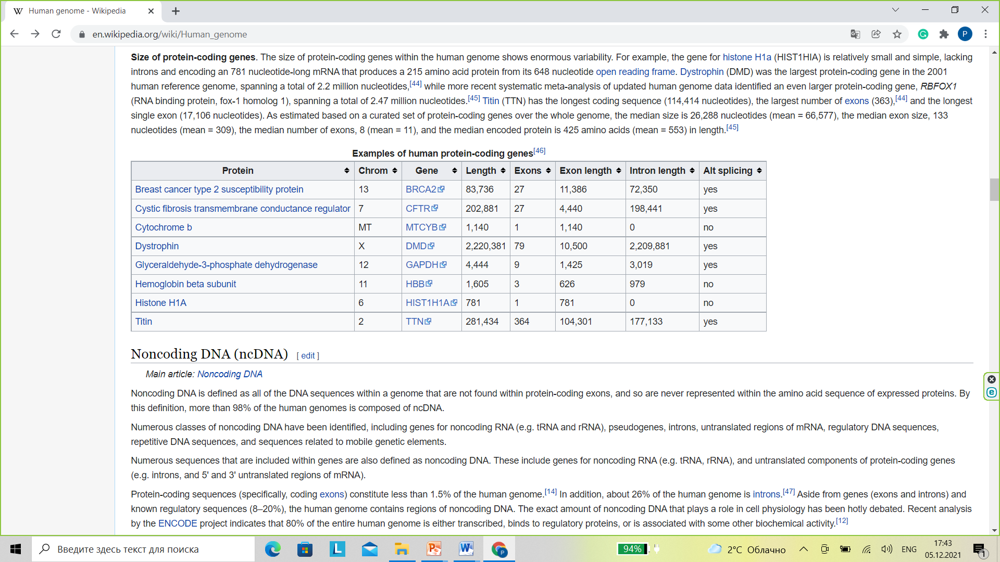 Human genome - Wikipedia
en.wikipedia.org/wiki/Human_genome
P
Size of protein-coding genes. The size of protein-coding genes within the human genome shows enormous variability. For example, the gene for histone H1a (HIST1HIA) is relatively small and simple, lacking
introns and encoding an 781 nucleotide-long mRNA that produces a 215 amino acid protein from its 648 nucleotide open reading frame. Dystrophin (DMD) was the largest protein-coding gene in the 2001
human reference genome, spanning a total of 2.2 million nucleotides,[44] while more recent systematic meta-analysis of updated human genome data identified an even larger protein-coding gene, RBFOX1
(RNA binding protein, fox-1 homolog 1), spanning a total of 2.47 million nucleotides.[45] Titin (TTN) has the longest coding sequence (114,414 nucleotides), the largest number of exons (363),[44] and the longest
single exon (17,106 nucleotides). As estimated based on a curated set of protein-coding genes over the whole genome, the median size is 26,288 nucleotides (mean = 66,577), the median exon size, 133
nucleotides (mean = 309), the median number of exons, 8 (mean = 11), and the median encoded protein is 425 amino acids (mean = 553) in length.[45]
Examples of human protein-coding genes[46]
Protein Chrom Gene Length Exons Exon length Intron length Alt splicing
Breast cancer type 2 susceptibility protein 13 BRCA2 83,736 27 11,386 72,350 yes
Cystic fibrosis transmembrane conductance regulator 7 CFTR 202,881 27 4,440 198,441 yes
Cytochrome b MT MTCYB 1,140 1 1,140 0 no
Dystrophin X DMD 2,220,381 79 10,500 2,209,881 yes
Glyceraldehyde-3-phosphate dehydrogenase 12 GAPDH 4,444 9 1,425 3,019 yes
Hemoglobin beta subunit 11 HBB 1,605 3 626 979 no
Histone H1A 6 HIST1H1A 781 1 781 0 no
Titin 2 TTN 281,434 364 104,301 177,133 yes
Noncoding DNA (ncDNA) [ edit ]
Main article: Noncoding DNA
Noncoding DNA is defined as all of the DNA sequences within a genome that are not found within protein-coding exons, and so are never represented within the amino acid sequence of expressed proteins. By
this definition, more than 98% of the human genomes is composed of ncDNA.
Numerous classes of noncoding DNA have been identified, including genes for noncoding RNA (e.g. tRNA and rRNA), pseudogenes, introns, untranslated regions of mRNA, regulatory DNA sequences,
repetitive DNA sequences, and sequences related to mobile genetic elements.
Numerous sequences that are included within genes are also defined as noncoding DNA. These include genes for noncoding RNA (e.g. tRNA, rRNA), and untranslated components of protein-coding genes
(e.g. introns, and 5' and 3' untranslated regions of mRNA).
Protein-coding sequences (specifically, coding exons) constitute less than 1.5% of the human genome.[14] In addition, about 26% of the human genome is introns.[47] Aside from genes (exons and introns) and
known regulatory sequences (8–20%), the human genome contains regions of noncoding DNA. The exact amount of noncoding DNA that plays a role in cell physiology has been hotly debated. Recent analysis
by the ENCODE project indicates that 80% of the entire human genome is either transcribed, binds to regulatory proteins, or is associated with some other biochemical activity.[12]
Введите здесь текст для поиска
94%
2°C Облачно
ENG
17:43
05.12.2021
1